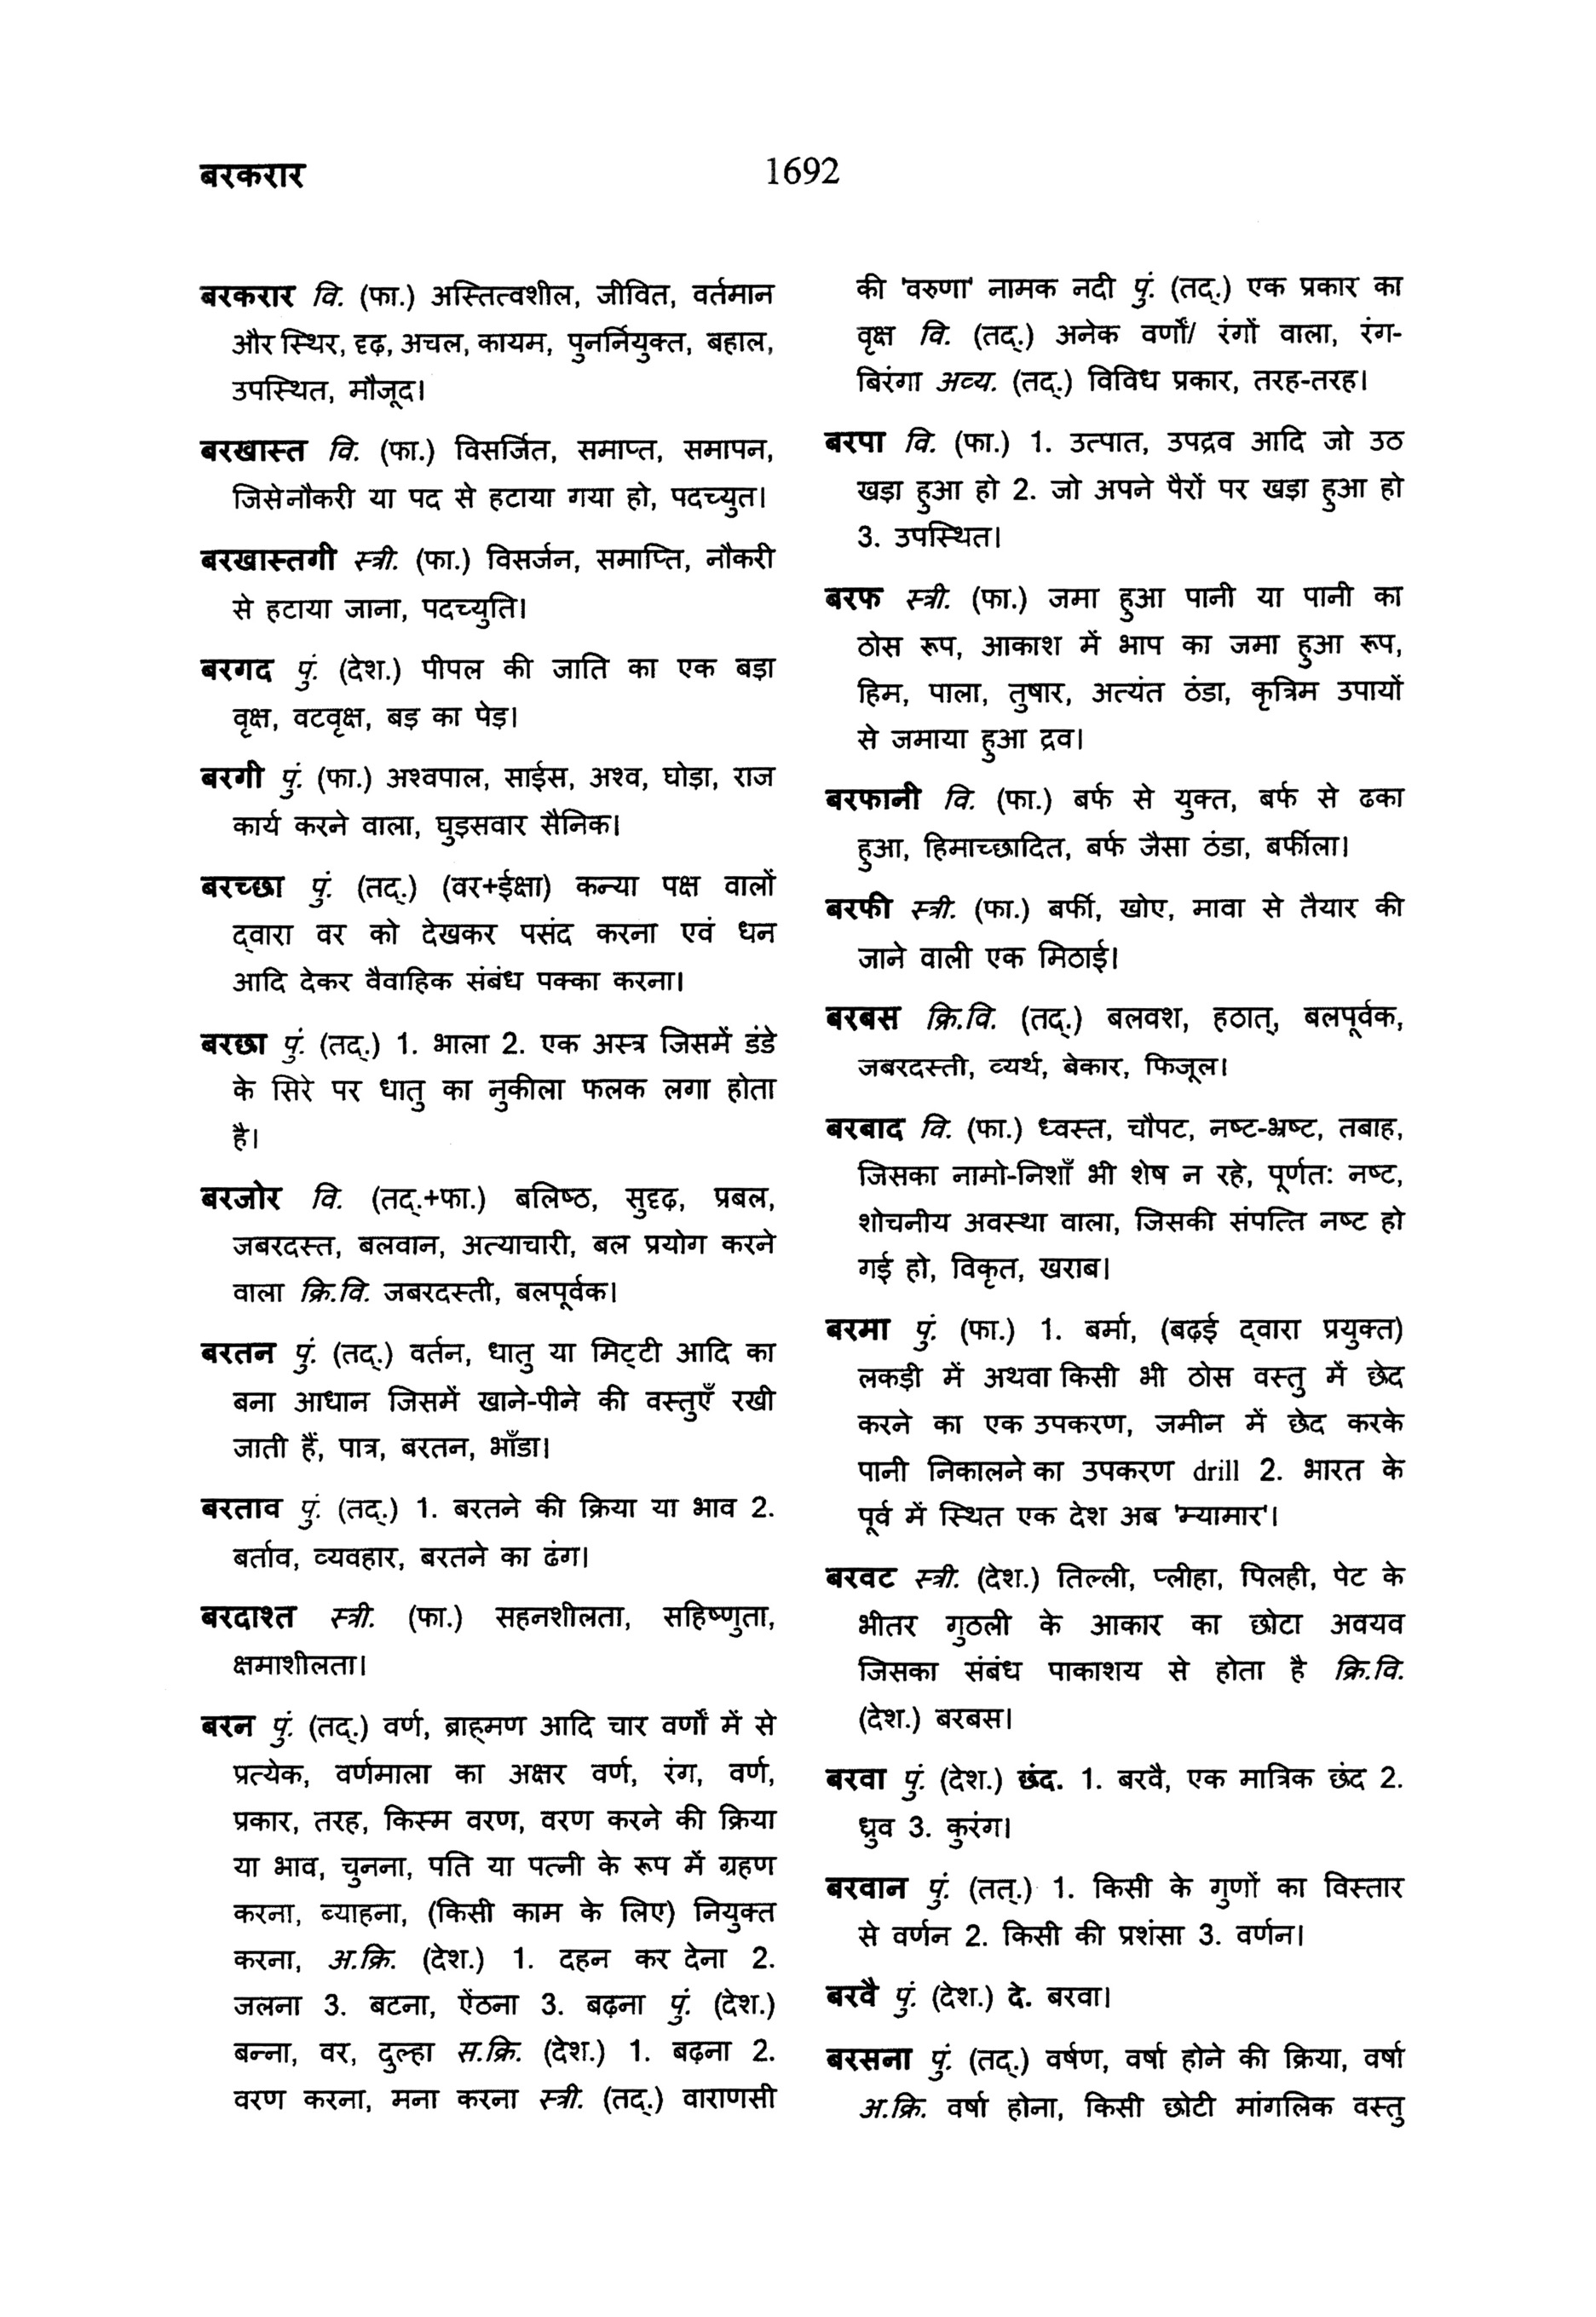 बरकरार
1692
बरकरार वि. (फा.) अस्तित्वशील, जीवित, वर्तमान
और स्थिर, दृढ़, अचल, कायम, पुनर्नियुक्त, बहाल,
उपस्थित, मौजूद।
बरखास्त वि. (फा.) विसर्जित, समाप्त, समापन,
जिसेनौकरी या पद से हटाया गया हो, पदच्युत।
बरखास्तगी स्त्री. (फा.) विसर्जन, समाप्ति, नौकरी
से हटाया जाना, पदच्युति।
बरगद पुं. (देश.) पीपल की जाति का एक बड़ा
वृक्ष, वटवृक्ष, बड़ का पेड़।
बरगी पुं. (फा.) अश्वपाल, साईस, अश्व, घोड़ा, राज
कार्य करने वाला, घुड़सवार सैनिक।
बरच्छा पुं. (तद्.) (वर+ईक्षा) कन्या पक्ष वालों
द्वारा वर को देखकर पसंद करना एवं धन
आदि देकर वैवाहिक संबंध पक्का करना।
बरछा पुं. (तद्.) 1. भाला 2. एक अस्त्र जिसमें डंडे
के सिरे पर धातु का नुकीला फलक लगा होता
है।
बरजोर वि. (तद्.+फा.) बलिष्ठ, सुदृढ़, प्रबल,
जबरदस्त, बलवान, अत्याचारी, बल प्रयोग करने
वाला क्रि.वि. जबरदस्ती, बलपूर्वक।
बरतन पुं. (तद्.) वर्तन, धातु या मिट्टी आदि का
बना आधान जिसमें खाने-पीने की वस्तुएँ रखी
जाती हैं, पात्र, बरतन, भाँडा।
बरताव पुं. (तद्.) 1. बरतने की क्रिया या भाव 2.
बर्ताव, व्यवहार, बरतने का ढंग।
बरदाश्त स्त्री. (फा.) सहनशीलता, सहिष्णुता,
क्षमाशीलता।
बरन पुं. (तद्.) वर्ण, ब्राह्मण आदि चार वर्णों में से
प्रत्येक, वर्णमाला का अक्षर वर्ण, रंग, वर्ण,
प्रकार, तरह, किस्म वरण, वरण करने की क्रिया
या भाव, चुनना, पति या पत्नी के रूप में ग्रहण
करना, ब्याहना, (किसी काम के लिए) नियुक्त
करना, अ.क्रि. (देश.) 1. दहन कर देना 2.
जलना 3. बटना, ऐंठना 3. बढ़ना पुं. (देश.)
बन्ना, वर, दुल्हा स.क्रि. (देश.) 1. बढ़ना 2.
वरण करना, मना करना स्त्री. (तद्.) वाराणसी
की 'वरुणा' नामक नदी पुं. (तद्.) एक प्रकार का
वृक्ष वि. (तद्.) अनेक वर्णों/ रंगों वाला, रंग-
बिरंगा अव्य. (तद्.) विविध प्रकार, तरह-तरह।
बरपा वि. (फा.) 1. उत्पात, उपद्रव आदि जो उठ
खड़ा हुआ हो 2. जो अपने पैरों पर खड़ा हुआ हो
3. उपस्थित।
बरफ स्त्री. (फा.) जमा हुआ पानी या पानी का
ठोस रूप, आकाश में भाप का जमा हुआ रूप,
हिम, पाला, तुषार, अत्यंत ठंडा, कृत्रिम उपायों
से जमाया हुआ द्रव।
बरफानी वि. (फा.) बर्फ से युक्त, बर्फ से ढका
हुआ, हिमाच्छादित, बर्फ जैसा ठंडा, बर्फीला।
बरफी स्त्री. (फा.) बर्फी, खोए, मावा से तैयार की
जाने वाली एक मिठाई।
बरबस क्रि.वि. (तद्.) बलवश, हठात्, बलपूर्वक,
जबरदस्ती, व्यर्थ, बेकार, फिजूल।
बरबाद वि. (फा.) ध्वस्त, चौपट, नष्ट-भ्रष्ट, तबाह,
जिसका नामो-निशाँ भी शेष न रहे, पूर्णत: नष्ट,
शोचनीय अवस्था वाला, जिसकी संपत्ति नष्ट हो
गई हो, विकृत, खराब।
बरमा पुं. (फा.) 1. बर्मा, (बढ़ई द्वारा प्रयुक्त)
लकड़ी में अथवा किसी भी ठोस वस्तु में छेद
करने का एक उपकरण, जमीन में छेद करके
पानी निकालने का उपकरण drill 2. भारत के
पूर्व में स्थित एक देश अब 'म्यामार'।
बरवट स्त्री. (देश.) तिल्ली, प्लीहा, पिलही, पेट के
भीतर गुठली के आकार का छोटा अवयव
जिसका संबंध पाकाशय से होता है क्रि.वि.
(देश.) बरबस।
बरवा पुं. (देश.) छंद. 1. बरवै, एक मात्रिक छंद 2.
ध्रुव 3. कुरंग।
बरवान पुं. (तत्.) 1. किसी के गुणों का विस्तार
से वर्णन 2. किसी की प्रशंसा 3. वर्णन।
बरवै पुं. (देश.) दे. बरवा।
बरसना पुं. (तद्.) वर्षण, वर्षा होने की क्रिया, वर्षा
अ.क्रि. वर्षा होना, किसी छोटी मांगलिक वस्तु